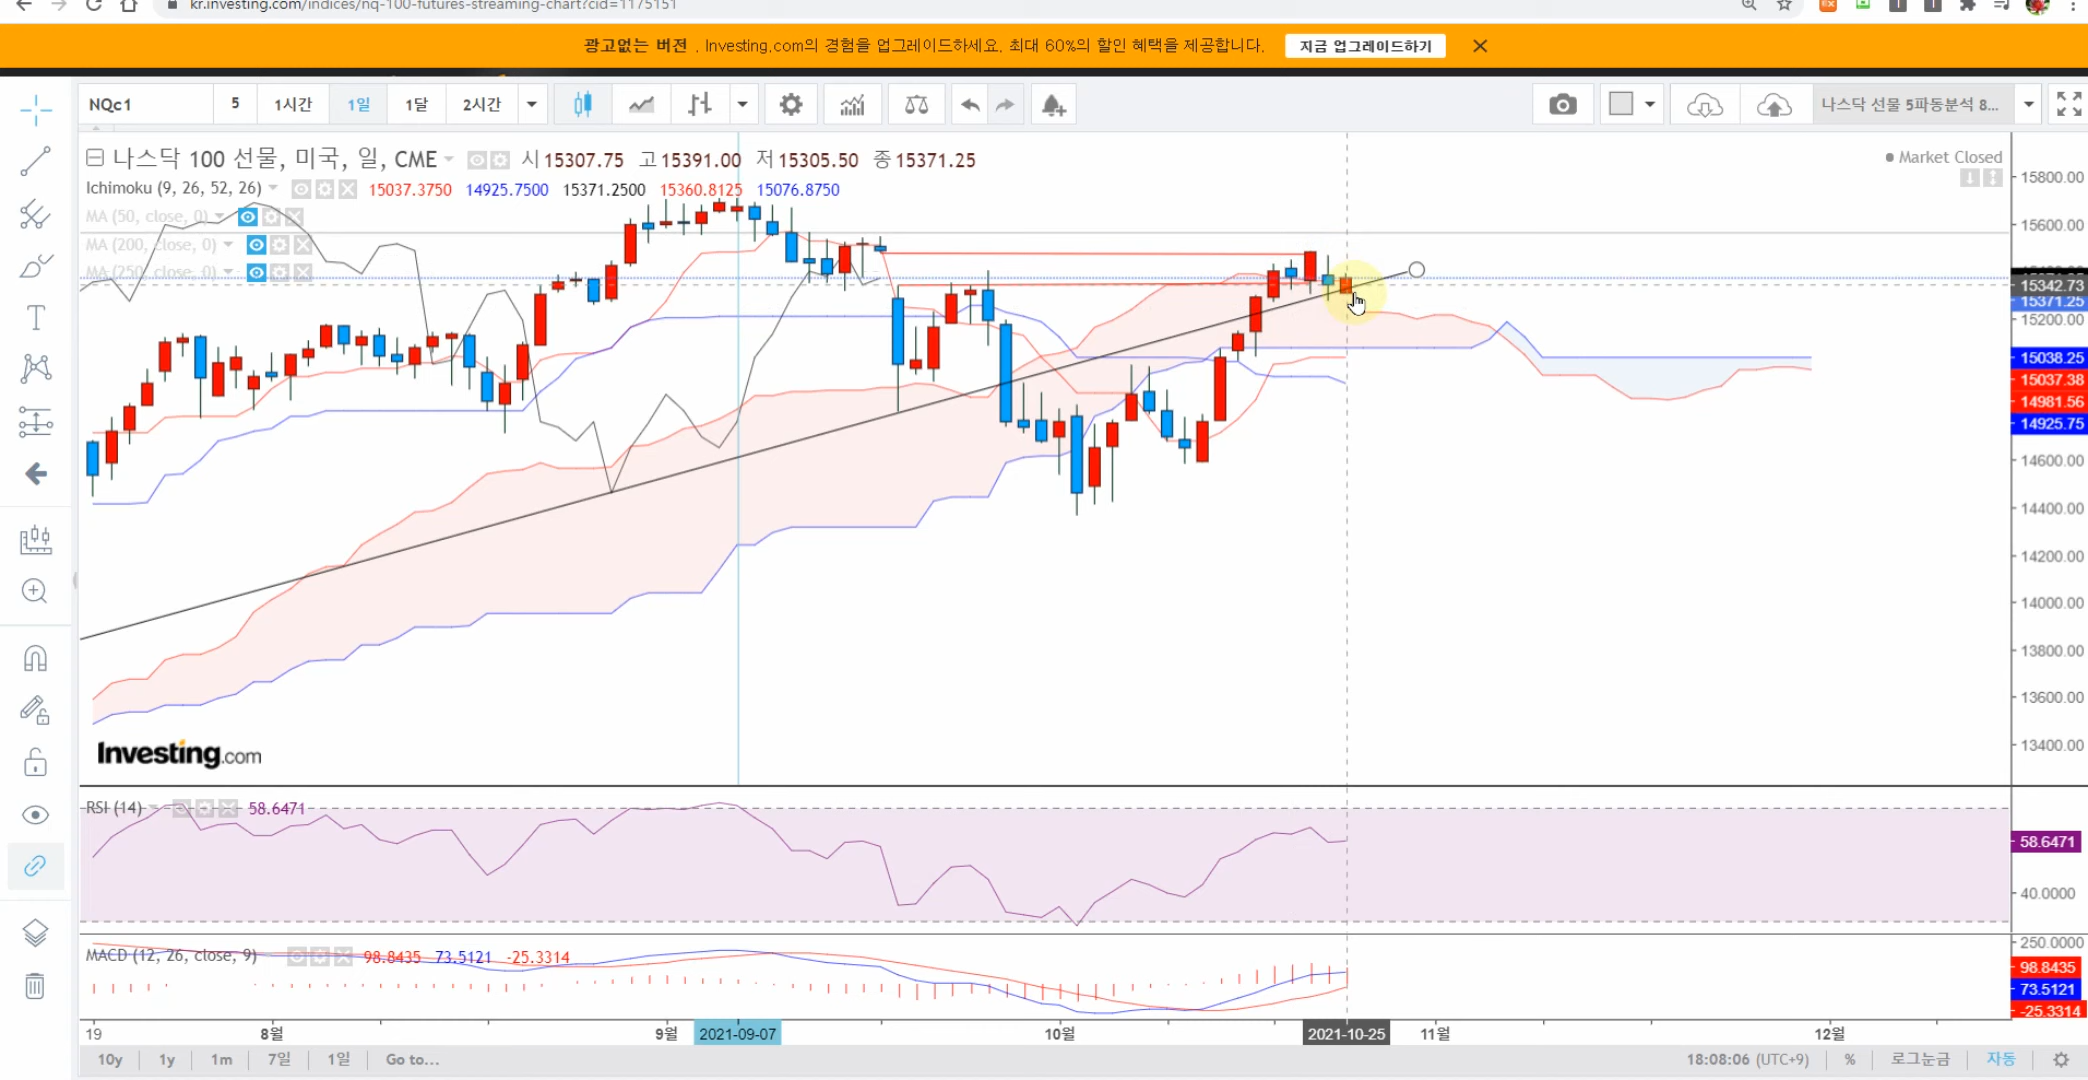 kr.investing.com/indices/nq-100-futures-streaming-chart?cid=1175151
광고없는 버젼 . Investing.com의 경험을 업그레이드하세요. 최대 60%의 할인 혜택을 제공합니다. 지금 업그레이드하기
NQc1 5 1시간 1일 1달 2시간 나스닥 선물 5파동분석 8...
나스닥 100 선물, 미국, 일, CME 시 15307.75 고 15391.00 저 15305.50 종 15371.25
Market Closed
Ichimoku (9, 26, 52, 26) 15037.3750 14925.7500 15371.2500 15360.8125 15076.8750
MA (50, close, 0)
MA (200, close, 0)
MA (250, close, 0)
15800.00
15600.00
15342.73
15371.25
15200.00
15038.25
15037.38
14981.56
14925.75
14600.00
14400.00
14200.00
14000.00
13800.00
13600.00
13400.00
Investing.com
RSI (14) 58.6471
58.6471
40.0000
MACD (12, 26, close, 9) 98.8435 73.5121 -25.3314
250.0000
98.8435
73.5121
-25.3314
19 8월 9월 2021-09-07 10월 2021-10-25 11월 12월
10y 1y 1m 7일 1일 Go to... 18:08:06 (UTC+9) % 로그눈금 자동